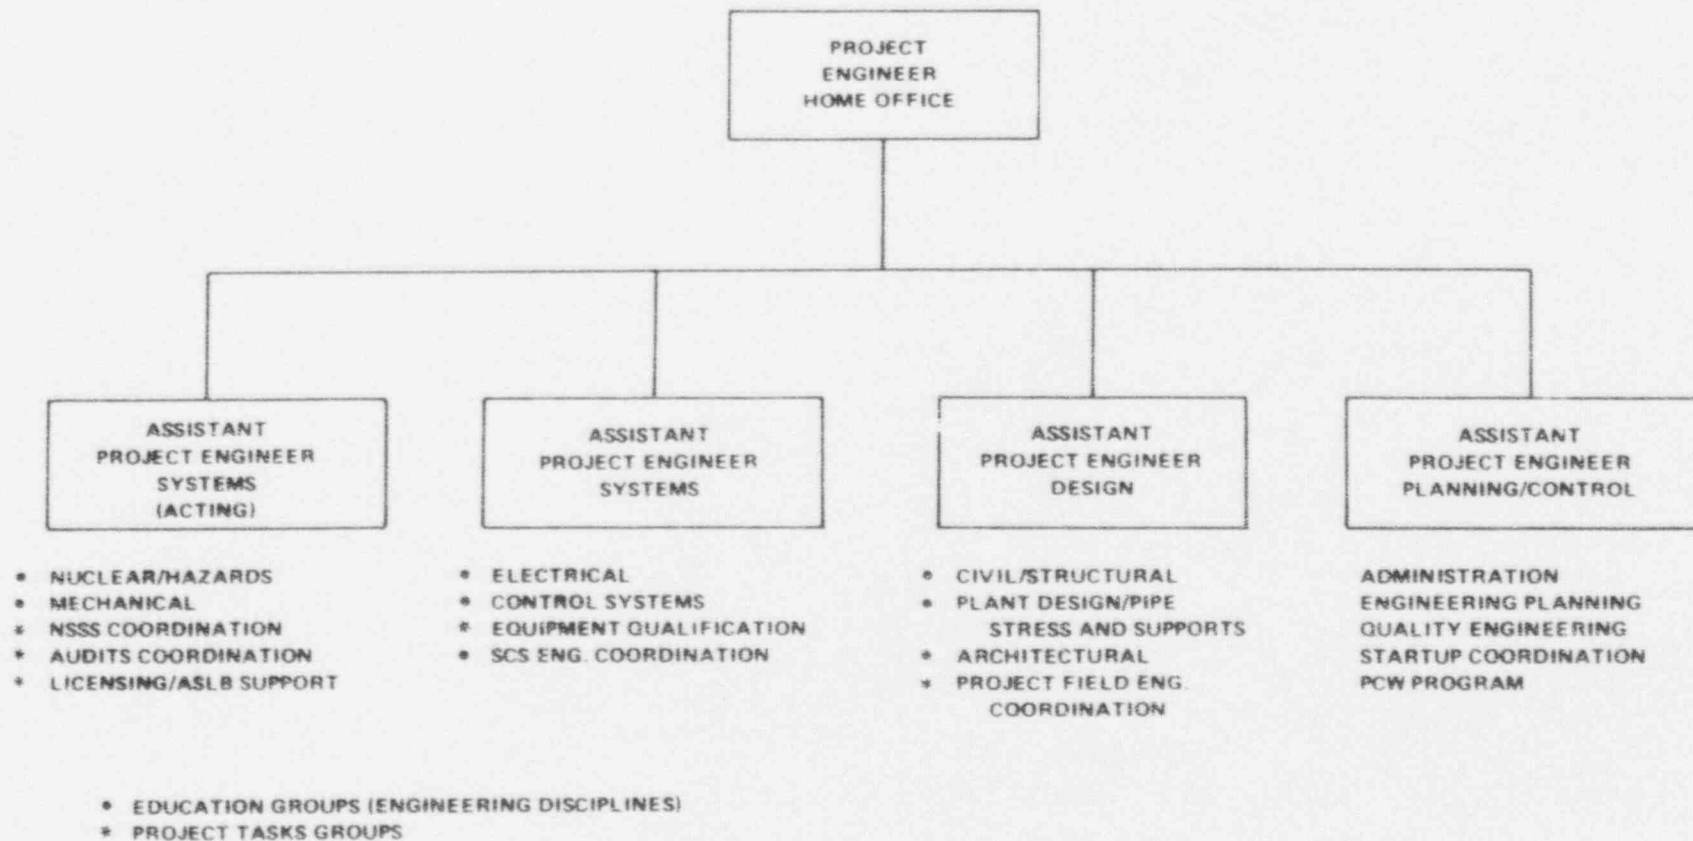 PROJECT
ENGINEER
HOME OFFICE
ASSISTANT
PROJECT ENGINEER
SYSTEMS
(ACTING)
ASSISTANT
PROJECT ENGINEER
SYSTEMS
ASSISTANT
PROJECT ENGINEER
DESIGN
ASSISTANT
PROJECT ENGINEER
PLANNING/CONTROL
• NUCLEAR/HAZARDS
• MECHANICAL
* NSSS COORDINATION
* AUDITS COORDINATION
* LICENSING/ASLB SUPPORT
• ELECTRICAL
• CONTROL SYSTEMS
* EQUIPMENT QUALIFICATION
• SCS ENG. COORDINATION
• CIVIL/STRUCTURAL
• PLANT DESIGN/PIPE
STRESS AND SUPPORTS
* ARCHITECTURAL
* PROJECT FIELD ENG.
COORDINATION
ADMINISTRATION
ENGINEERING PLANNING
QUALITY ENGINEERING
STARTUP COORDINATION
PCW PROGRAM
• EDUCATION GROUPS (ENGINEERING DISCIPLINES)
* PROJECT TASKS GROUPS